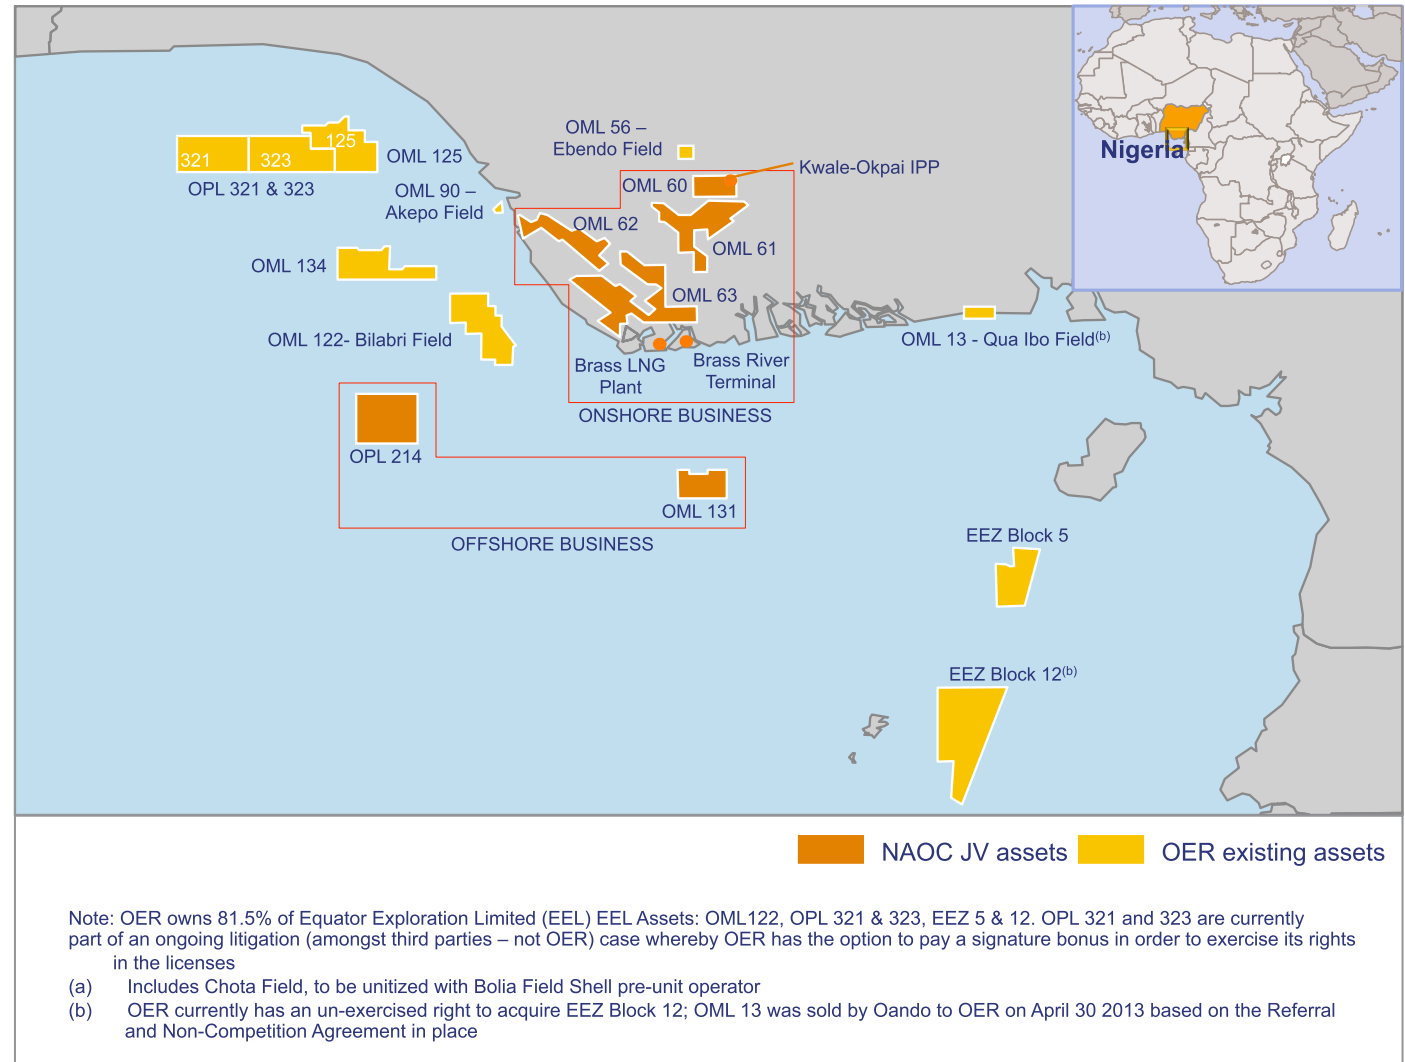 Nigeria
OML 56 –
Ebendo Field
125
321
323
OML 125
OPL 321 & 323
OML 90 –
Akepo Field
OML 60
Kwale-Okpai IPP
OML 62
OML 61
OML 134
OML 63
OML 122- Bilabri Field
OML 13 - Qua Ibo Field(b)
Brass LNG
Plant
Brass River
Terminal
ONSHORE BUSINESS
OPL 214
OML 131
OFFSHORE BUSINESS
EEZ Block 5
EEZ Block 12(b)
NAOC JV assets
OER existing assets
Note: OER owns 81.5% of Equator Exploration Limited (EEL) EEL Assets: OML122, OPL 321 & 323, EEZ 5 & 12. OPL 321 and 323 are currently
part of an ongoing litigation (amongst third parties – not OER) case whereby OER has the option to pay a signature bonus in order to exercise its rights
in the licenses
(a) Includes Chota Field, to be unitized with Bolia Field Shell pre-unit operator
(b) OER currently has an un-exercised right to acquire EEZ Block 12; OML 13 was sold by Oando to OER on April 30 2013 based on the Referral
and Non-Competition Agreement in place